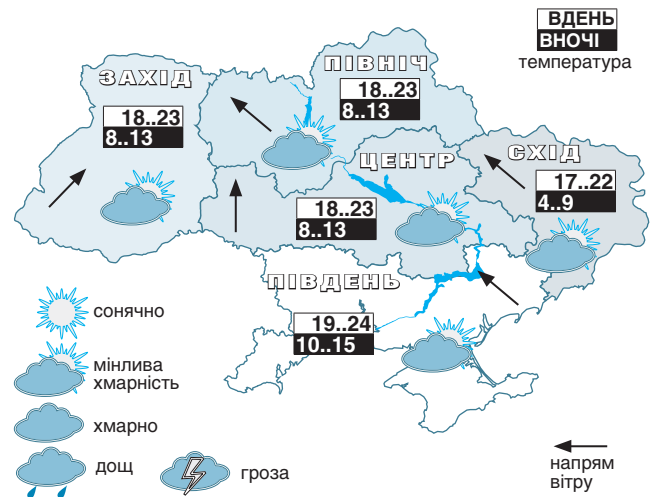 ВДЕНЬ
ВНОЧІ
температура
ЗАХІД
18..23
8..13
ПІВНІЧ
18..23
8..13
ЦЕНТР
18..23
8..13
СХІД
17..22
4..9
ПІВДЕНЬ
19..24
10..15
сонячно
мінлива
хмарність
хмарно
дощ
гроза
напрям
вітру